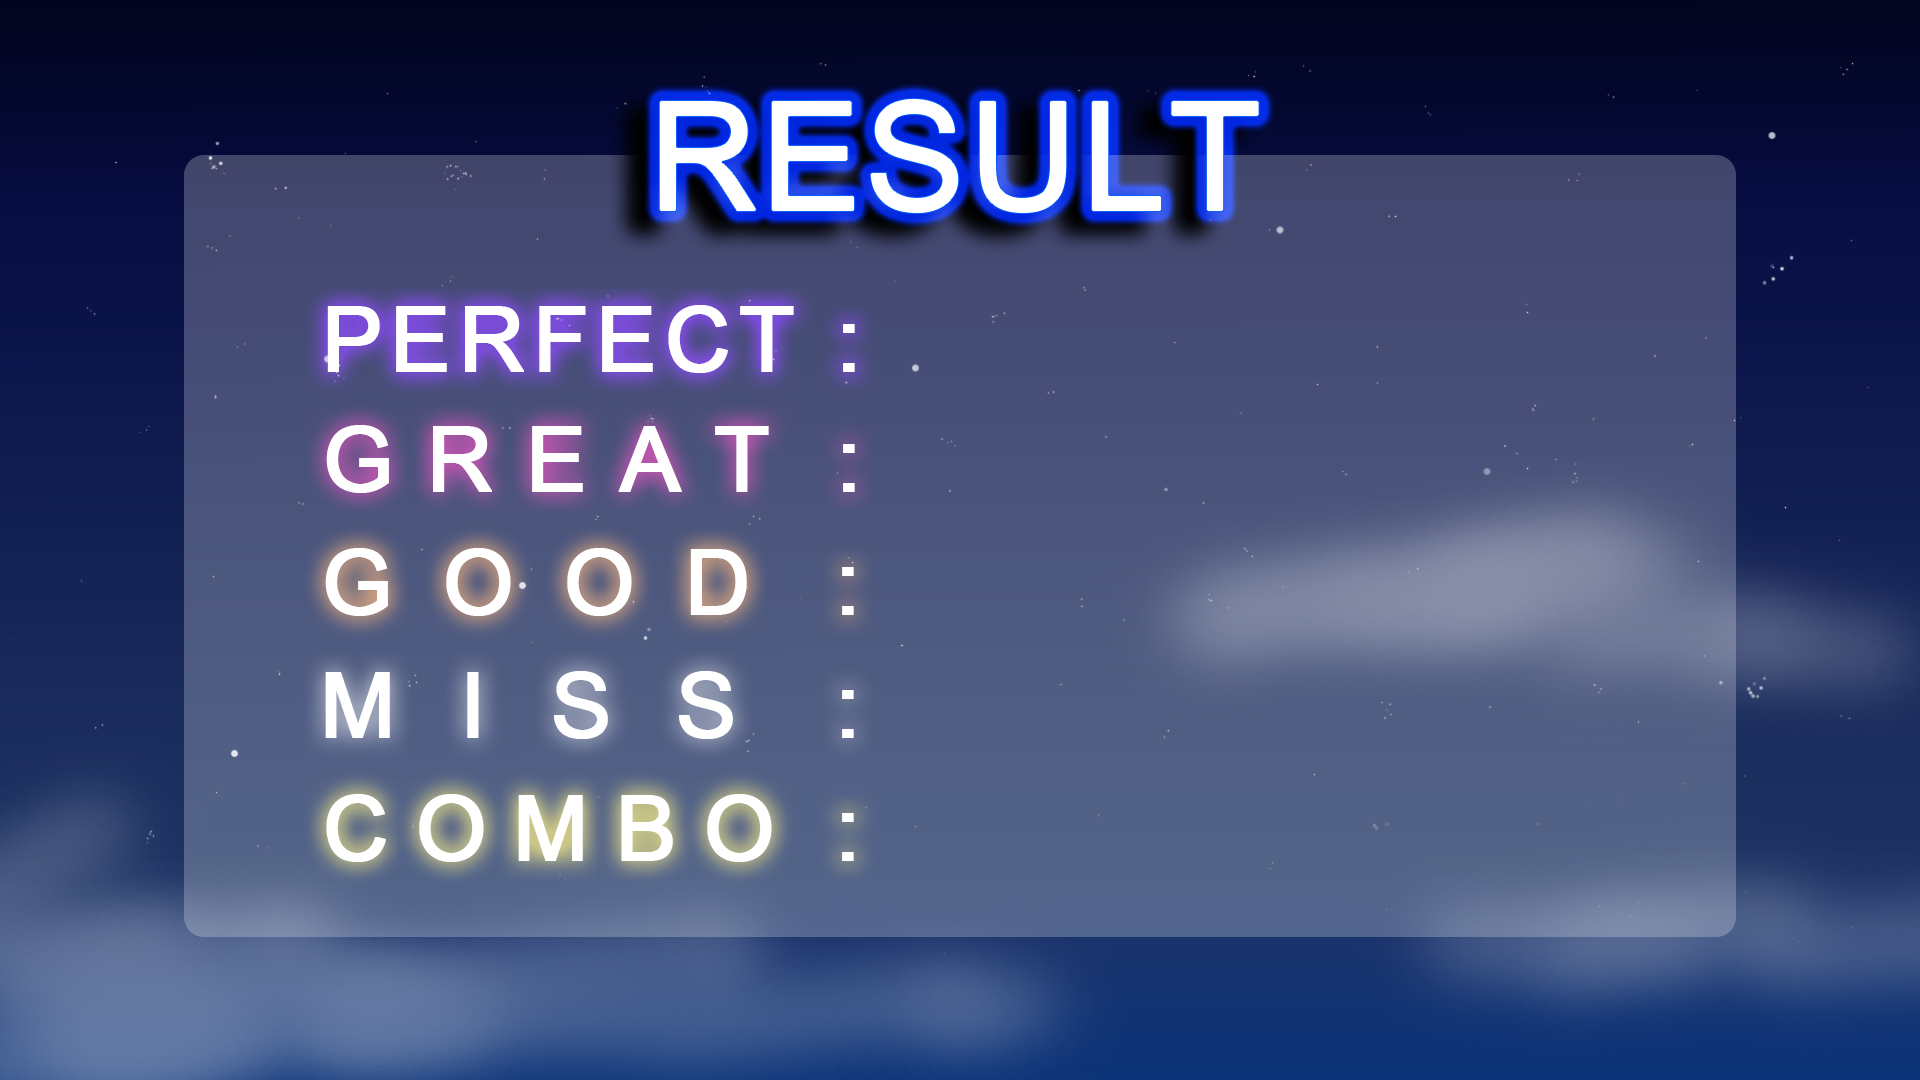 RESULT
PERFECT :
GREAT :
GOOD :
MISS :
COMBO :